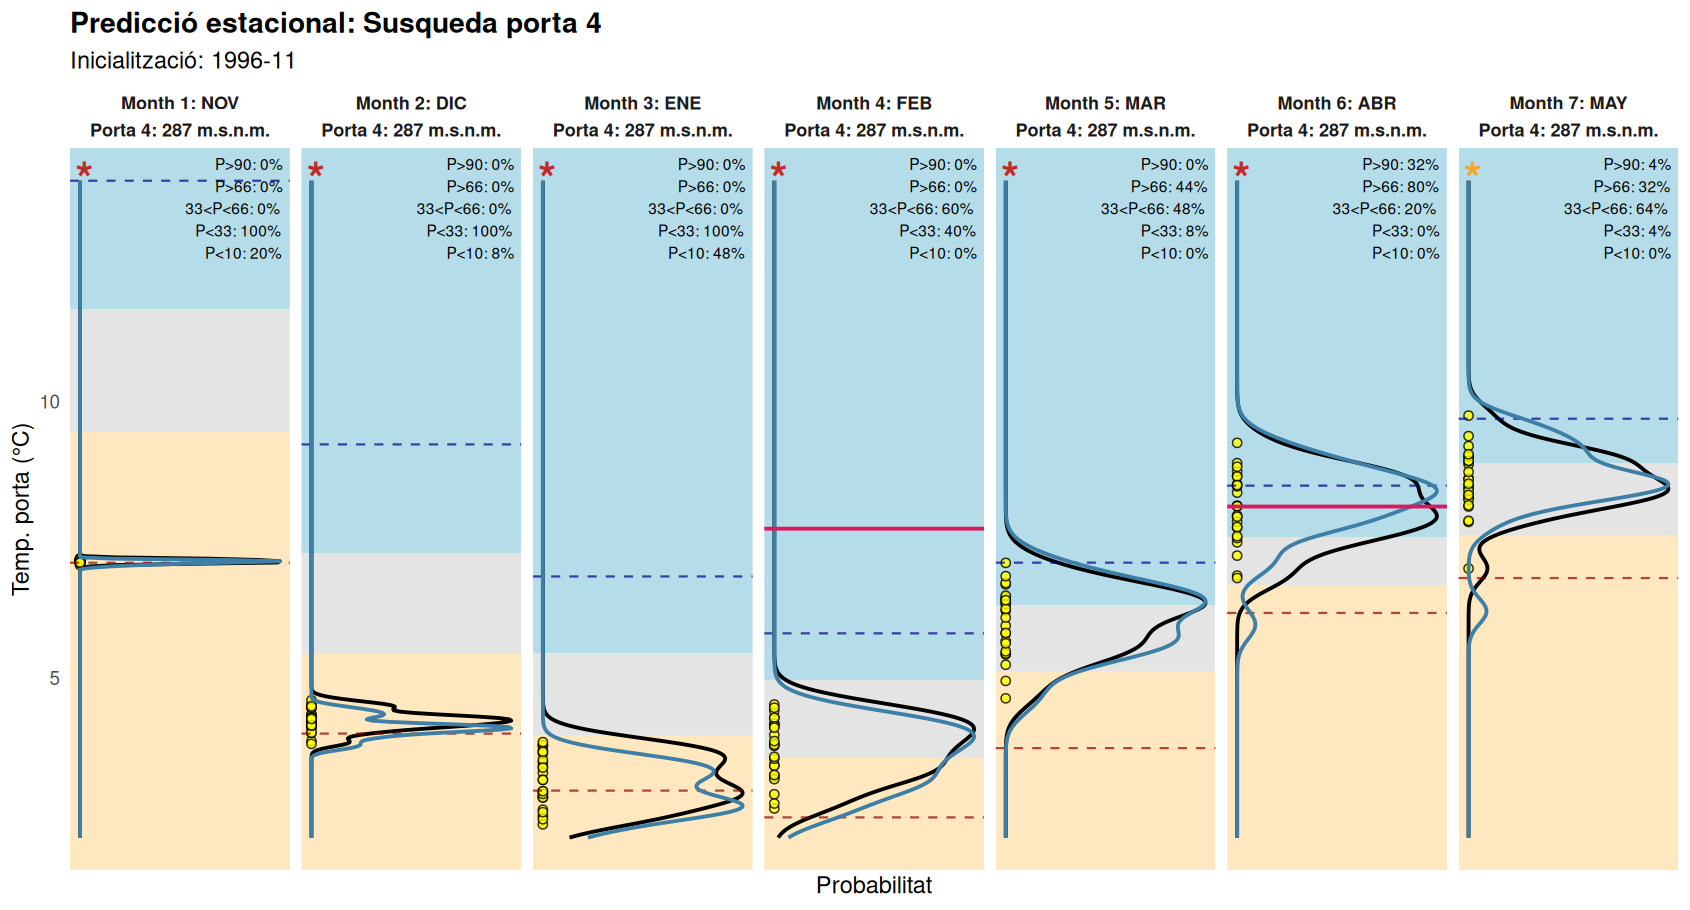 Predicció estacional: Susqueda porta 4
Inicialització: 1996-11
Month 1: NOV
Porta 4: 287 m.s.n.m.
Month 2: DIC
Porta 4: 287 m.s.n.m.
Month 3: ENE
Porta 4: 287 m.s.n.m.
Month 4: FEB
Porta 4: 287 m.s.n.m.
Month 5: MAR
Porta 4: 287 m.s.n.m.
Month 6: ABR
Porta 4: 287 m.s.n.m.
Month 7: MAY
Porta 4: 287 m.s.n.m.
*
P>90: 0%
P>66: 0%
33<P<66: 0%
P<33: 100%
P<10: 20%
*
P>90: 0%
P>66: 0%
33<P<66: 0%
P<33: 100%
P<10: 8%
*
P>90: 0%
P>66: 0%
33<P<66: 0%
P<33: 100%
P<10: 48%
*
P>90: 0%
P>66: 0%
33<P<66: 60%
P<33: 40%
P<10: 0%
*
P>90: 0%
P>66: 44%
33<P<66: 48%
P<33: 8%
P<10: 0%
*
P>90: 32%
P>66: 80%
33<P<66: 20%
P<33: 0%
P<10: 0%
*
P>90: 4%
P>66: 32%
33<P<66: 64%
P<33: 4%
P<10: 0%
10
5
Temp. porta (°C)
Probabilitat